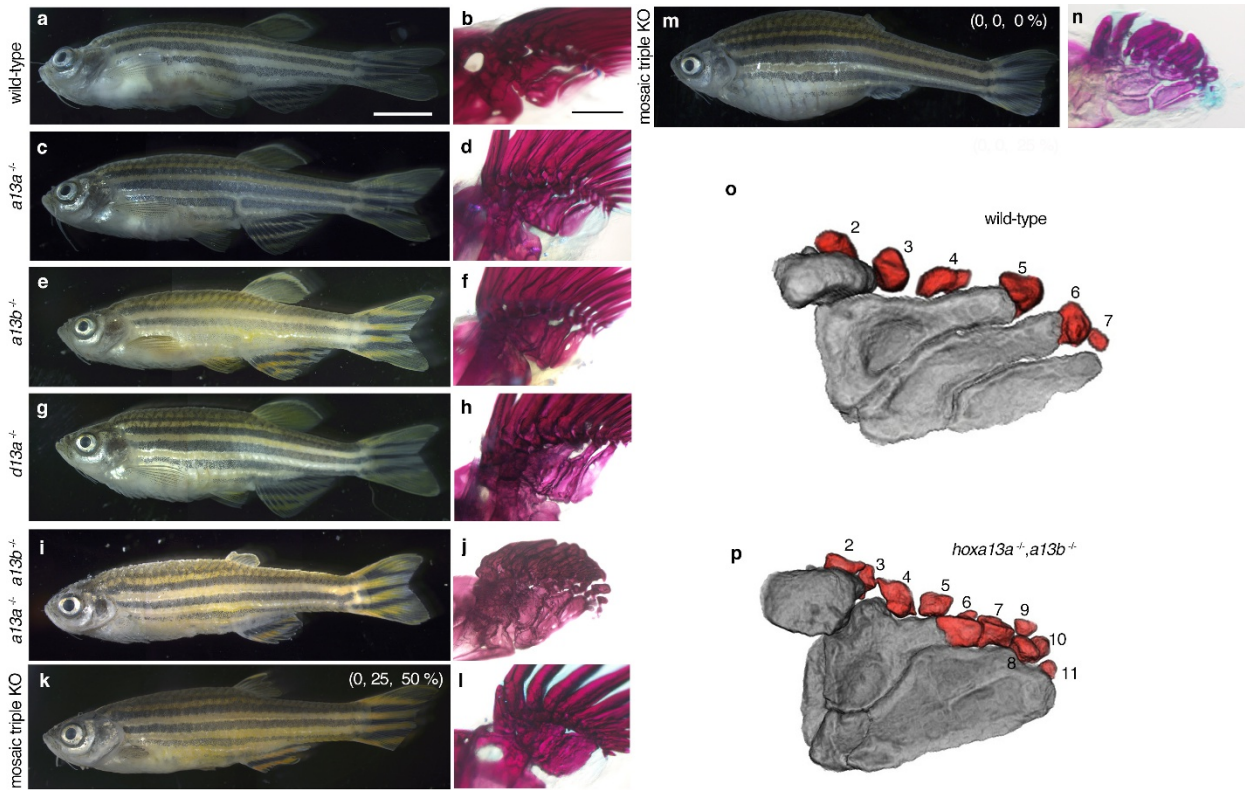 a
b
wild-type
c
d
a13a -/-
e
f
a13b -/-
g
h
d13a -/-
i
j
a13a -/- a13b -/-
k
(0, 25, 50 %)
l
mosaic triple KO
m
(0, 0, 0 %)
n
mosaic triple KO
o
wild-type
2
3
4
5
6
7
p
hoxa13a -/-, a13b -/-
2
3
4
5
6
7
9
10
8
11